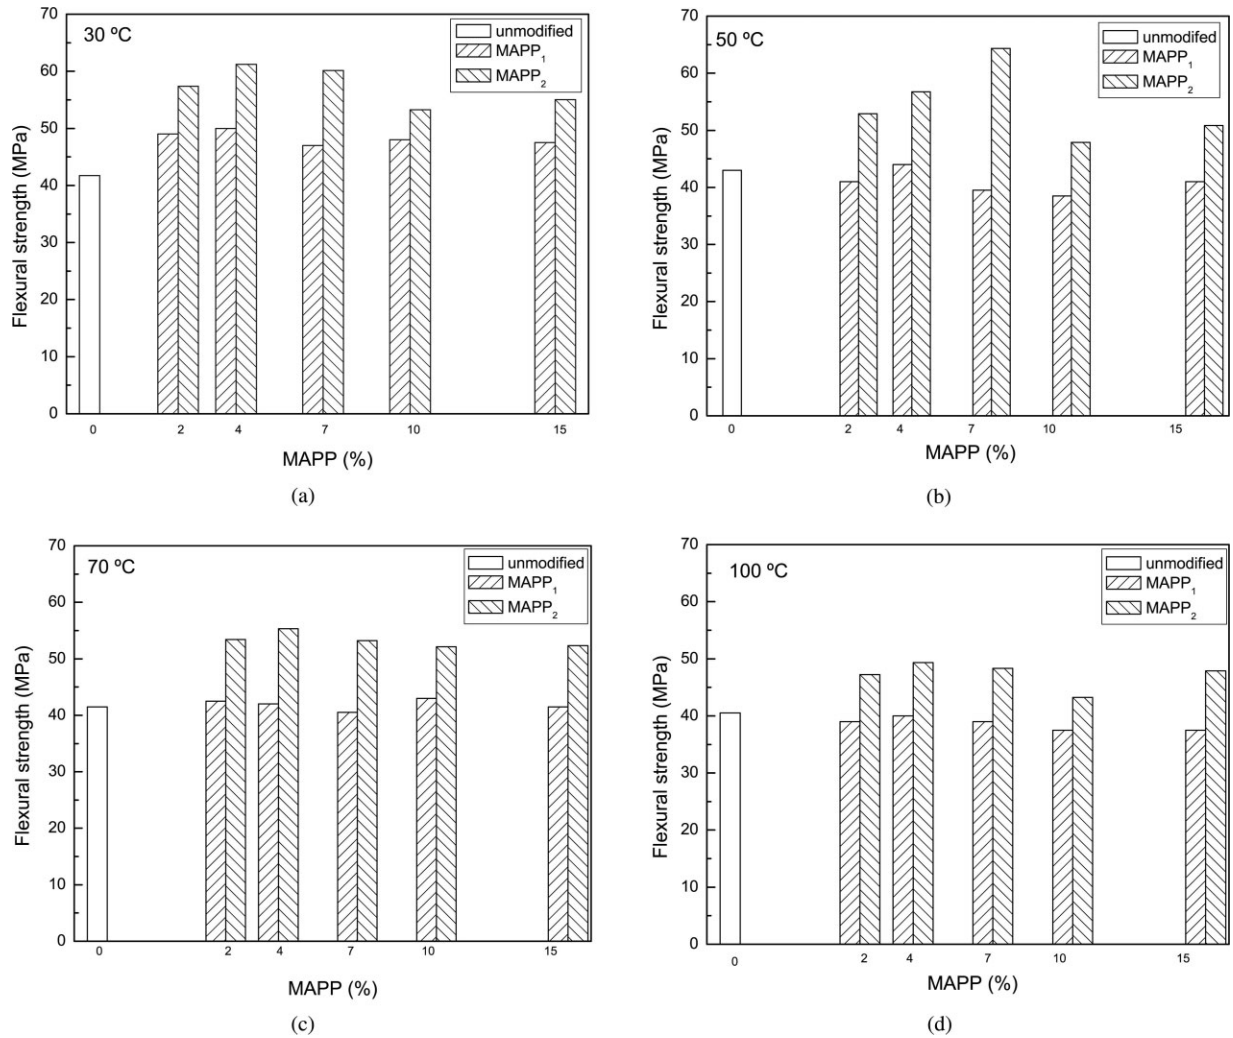 30 ºC
unmodified
MAPP1
MAPP2
Flexural strength (MPa)
70
60
50
40
30
20
10
0
0 2 4 7 10 15
MAPP (%)
(a)
50 ºC
unmodified
MAPP1
MAPP2
Flexural strength (MPa)
70
60
50
40
30
20
10
0
0 2 4 7 10 15
MAPP (%)
(b)
70 ºC
unmodified
MAPP1
MAPP2
Flexural strength (MPa)
70
60
50
40
30
20
10
0
0 2 4 7 10 15
MAPP (%)
(c)
100 ºC
unmodified
MAPP1
MAPP2
Flexural strength (MPa)
70
60
50
40
30
20
10
0
0 2 4 7 10 15
MAPP (%)
(d)